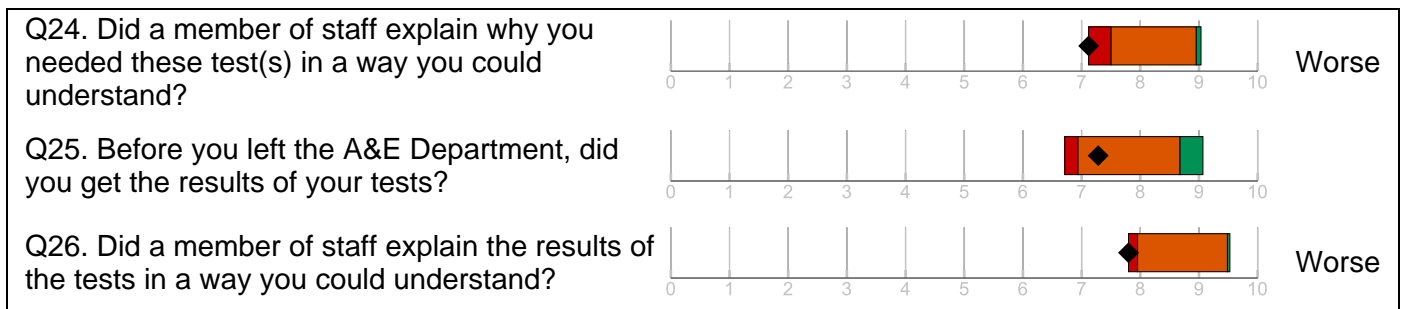 Q24. Did a member of staff explain why you
needed these test(s) in a way you could
understand?
0 1 2 3 4 5 6 7 8 9 10
Worse
Q25. Before you left the A&E Department, did
you get the results of your tests?
0 1 2 3 4 5 6 7 8 9 10
Q26. Did a member of staff explain the results of
the tests in a way you could understand?
0 1 2 3 4 5 6 7 8 9 10
Worse